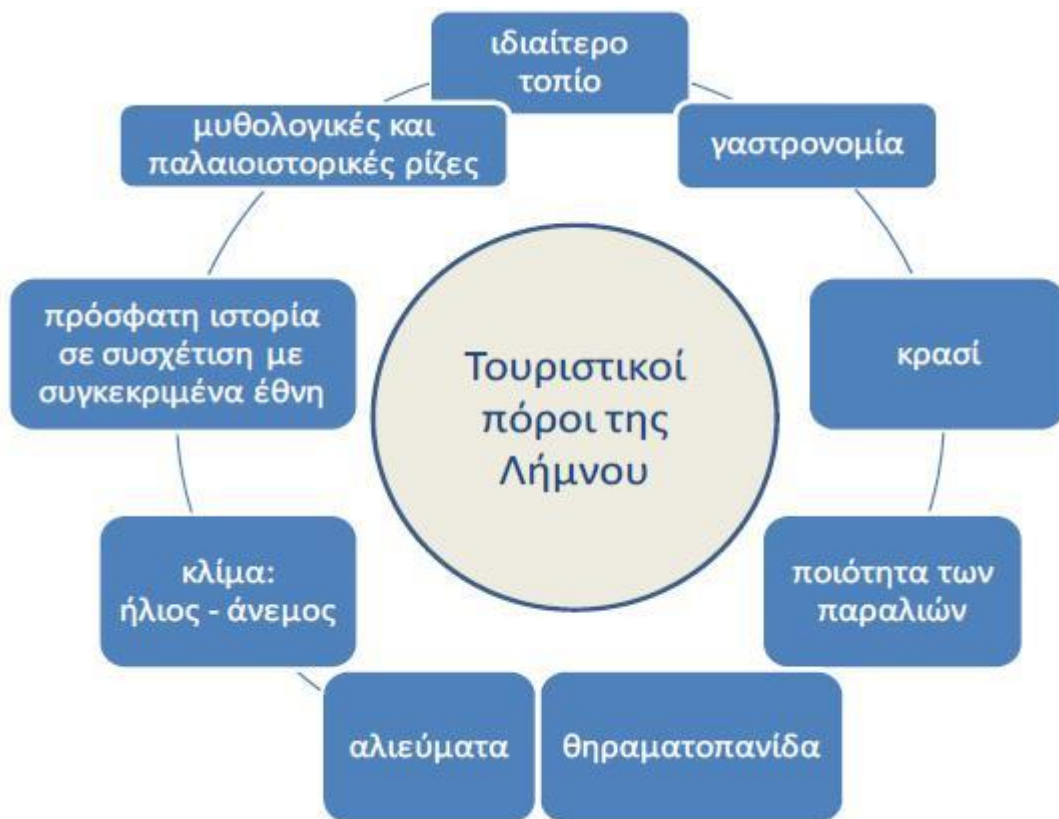 ιδιαίτερο
τοπίο
μυθολογικές και
παλαιοιστορικές ρίζες
γαστρονομία
πρόσφατη ιστορία
σε συσχέτιση με
συγκεκριμένα έθνη
Τουριστικοί
πόροι της
Λήμνου
κρασί
κλίμα:
ήλιος - άνεμος
ποιότητα των
παραλιών
αλιεύματα
θηραματοπανίδα